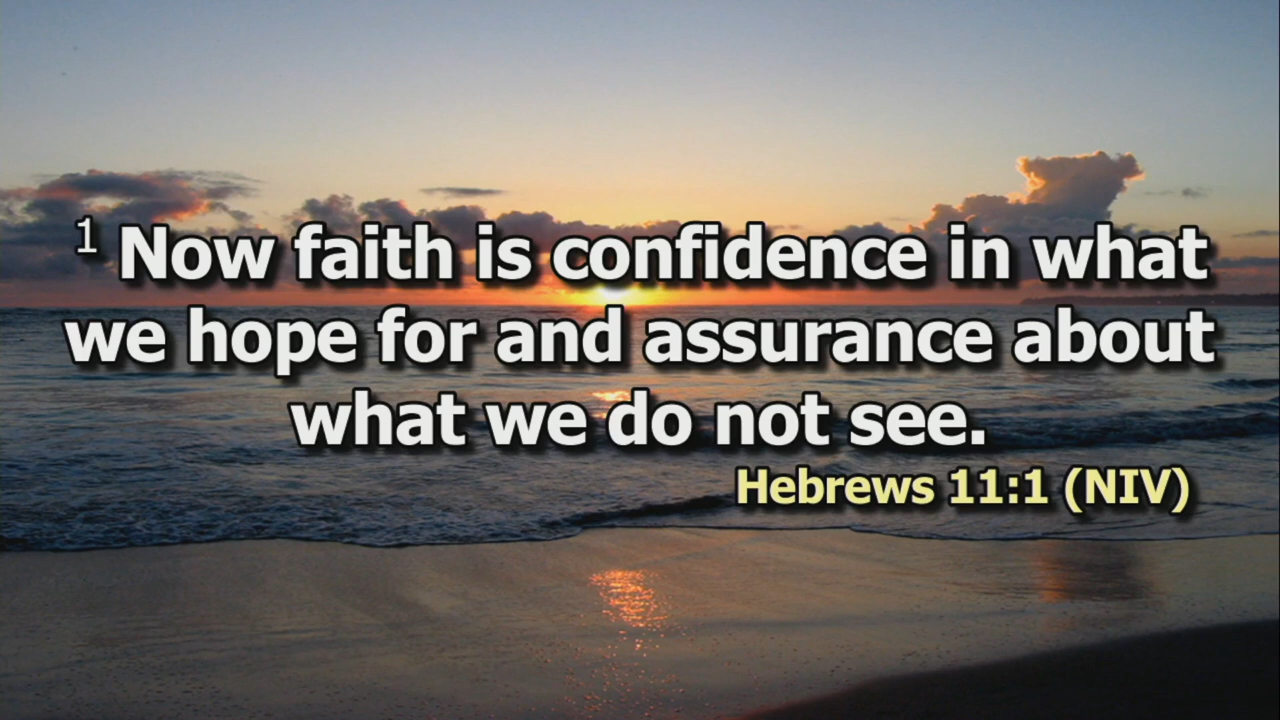 1 Now faith is confidence in what
we hope for and assurance about
what we do not see.
Hebrews 11:1 (NIV)